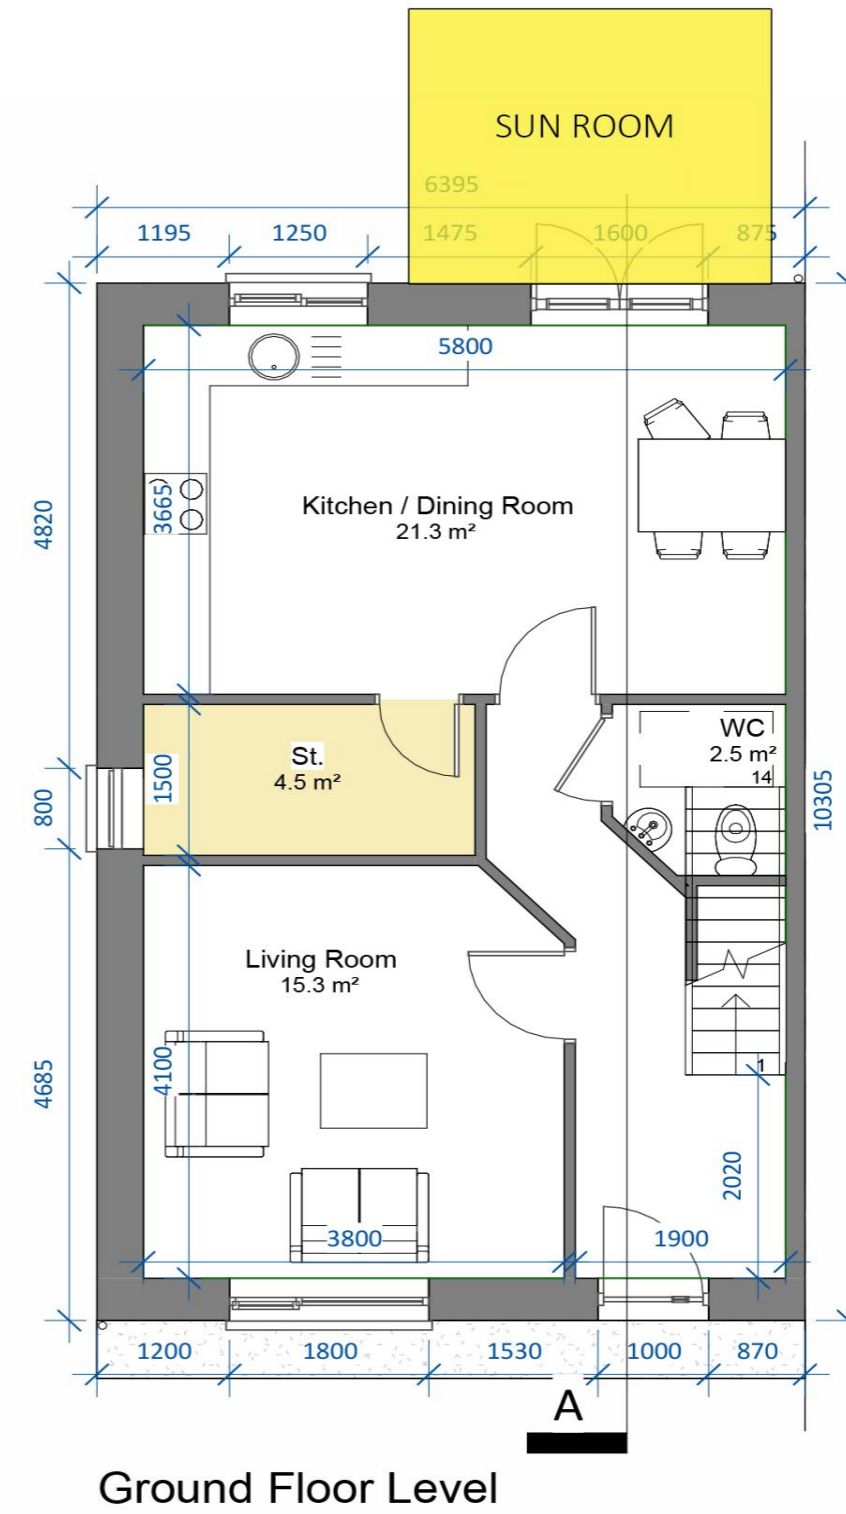 SUN ROOM
6395
1195 1250 1475 1600 875
5800
4820
3665
Kitchen / Dining Room
21.3 m²
St.
4.5 m²
1500
WC
2.5 m²
14
800
10305
Living Room
15.3 m²
4100
4685
1
2020
3800 1900
1200 1800 1530 1000 870
A
Ground Floor Level